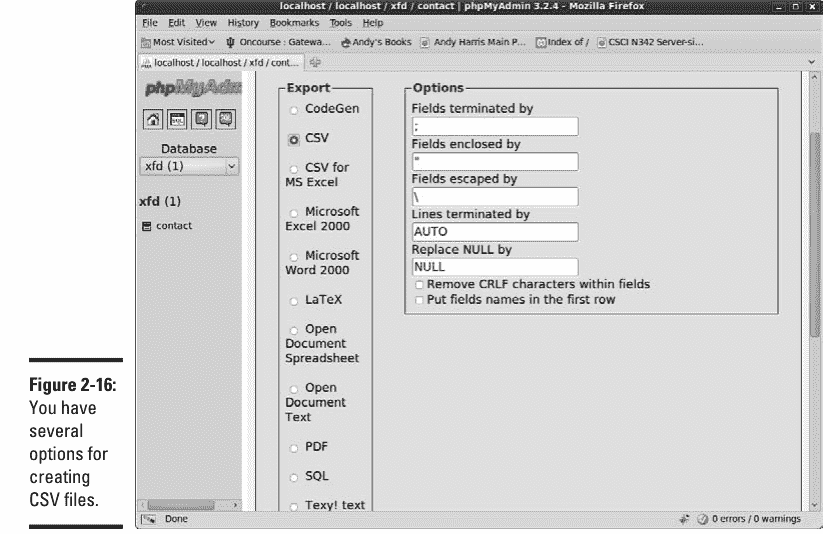 localhost / localhost / xfd / contact | phpMyAdmin 3.2.4 - Mozilla Firefox
File Edit View History Bookmarks Tools Help
Most Visited Oncourse : Gatewa... Andy's Books Andy Harris Main P... Index of / CSCI N342 Server-si...
localhost / localhost / xfd / cont...
phpMyAdm
Database
xfd (1)
xfd (1)
contact
Export
CodeGen
CSV
CSV for
MS Excel
Microsoft
Excel 2000
Microsoft
Word 2000
LaTeX
Open
Document
Spreadsheet
Open
Document
Text
PDF
SQL
Texy! text
Options
Fields terminated by
;
Fields enclosed by
"
Fields escaped by
\
Lines terminated by
AUTO
Replace NULL by
NULL
Remove CRLF characters within fields
Put fields names in the first row
Done
0 errors / 0 warnings
Figure 2-16:
You have
several
options for
creating
CSV files.